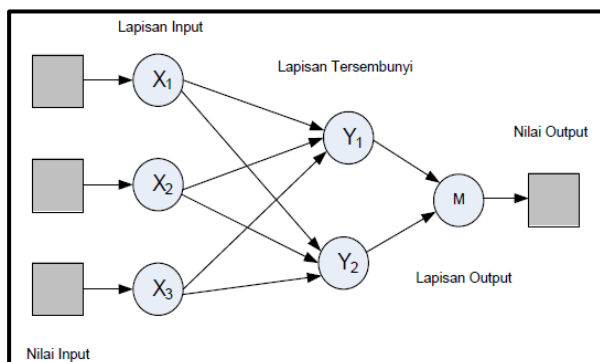 Lapisan Input
Lapisan Tersembunyi
Nilai Output
X1
X2
X3
Y1
Y2
M
Lapisan Output
Nilai Input